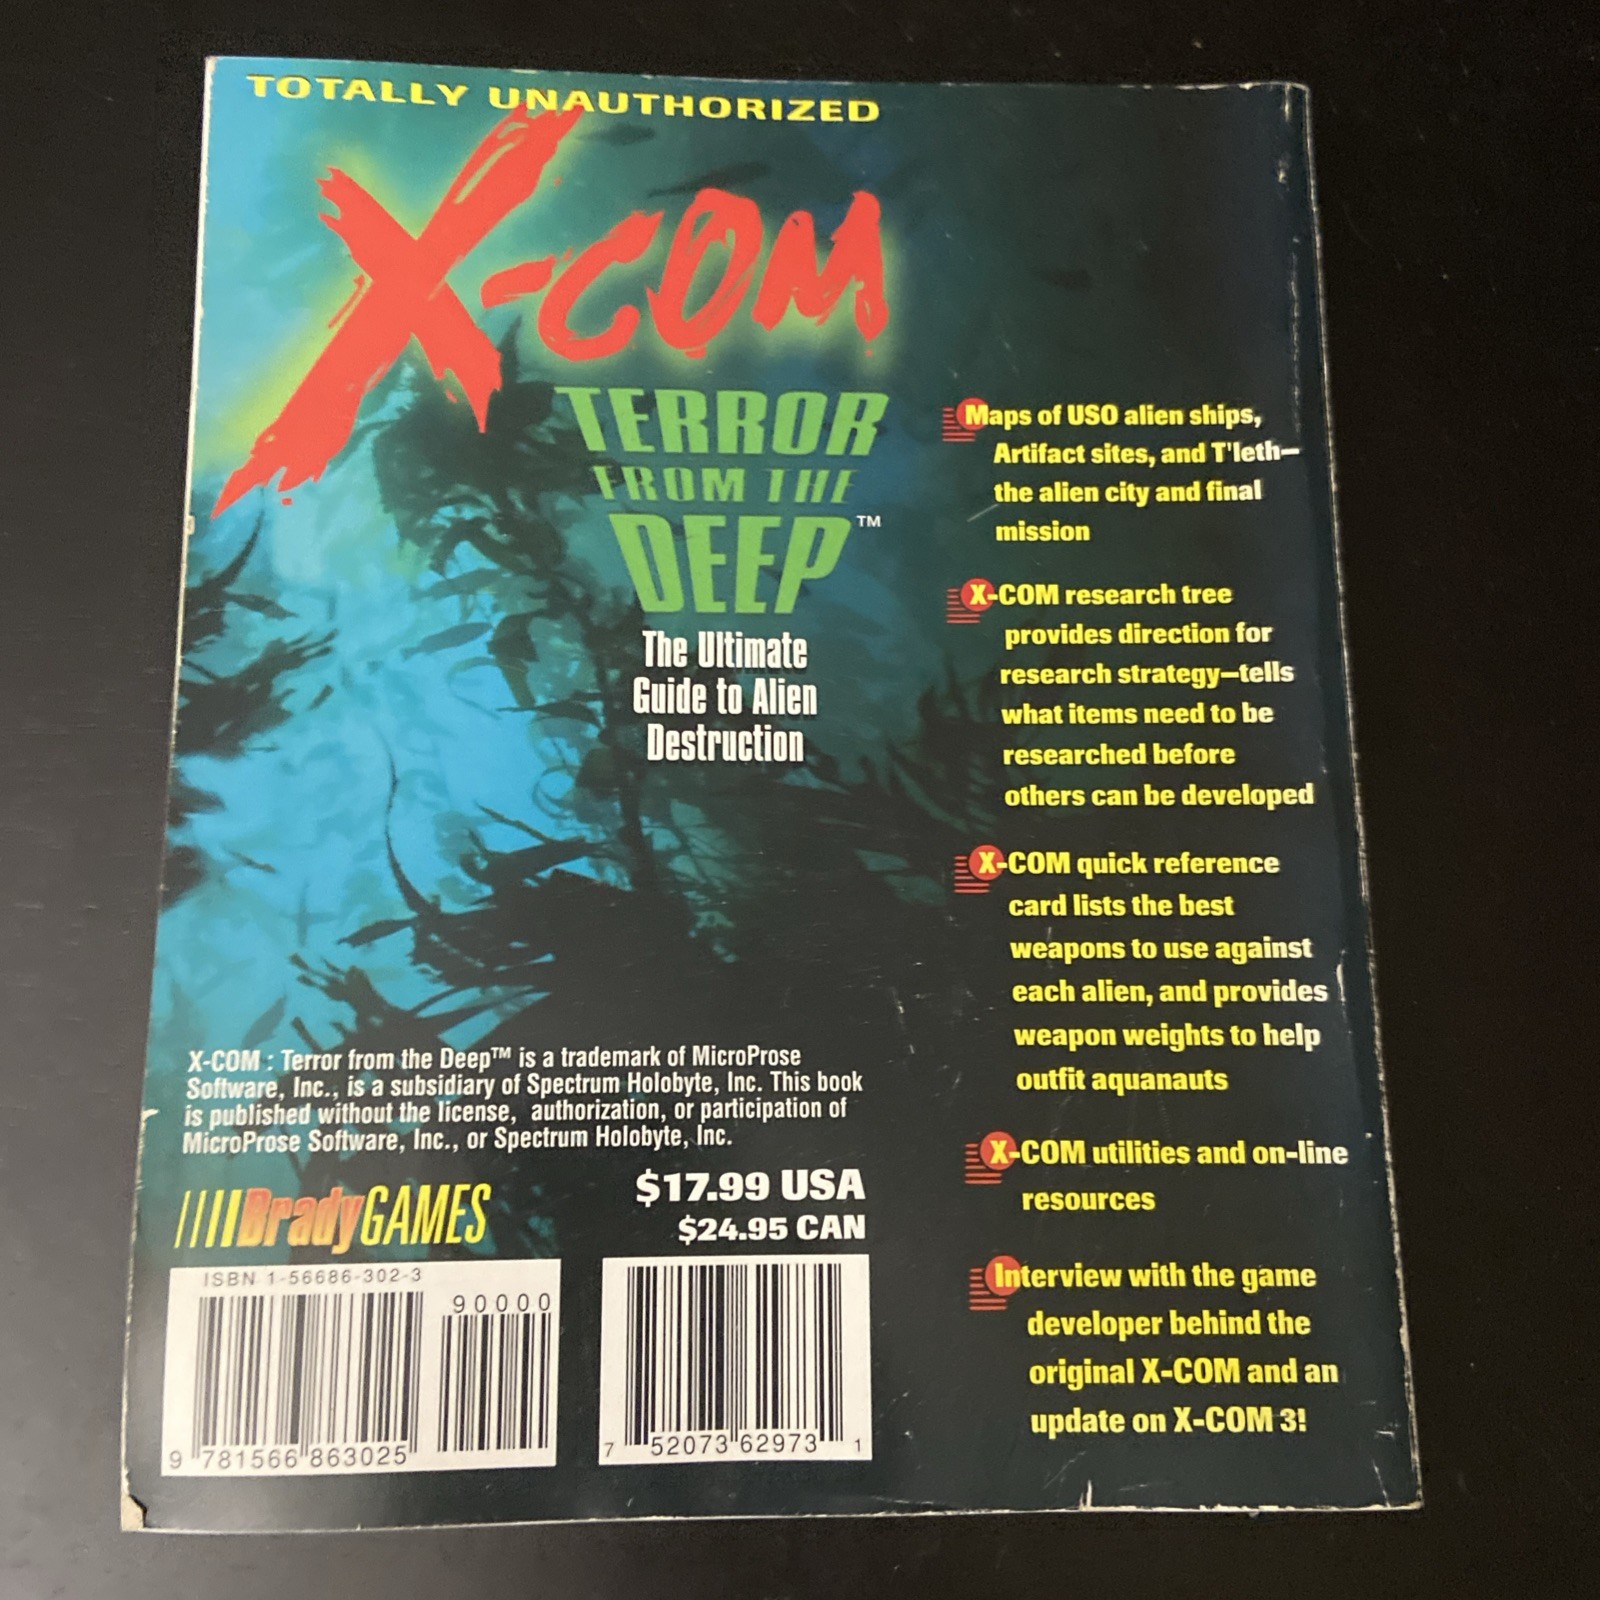 TOTALLY UNAUTHORIZED
X-COM
TERROR
FROM THE
DEEP™
The Ultimate
Guide to Alien
Destruction
Maps of USO alien ships,
Artifact sites, and T'leth—
the alien city and final
mission
X-COM research tree
provides direction for
research strategy—tells
what items need to be
researched before
others can be developed
X-COM quick reference
card lists the best
weapons to use against
each alien, and provides
weapon weights to help
outfit aquanauts
X-COM utilities and on-line
resources
Interview with the game
developer behind the
original X-COM and an
update on X-COM 3!
X-COM : Terror from the Deep™ is a trademark of MicroProse
Software, Inc., is a subsidiary of Spectrum Holobyte, Inc. This book
is published without the license, authorization, or participation of
MicroProse Software, Inc., or Spectrum Holobyte, Inc.
BradyGAMES
$17.99 USA
$24.95 CAN
ISBN 1-56686-302-3
90000
9 781566 863025
7 52073 62973 1